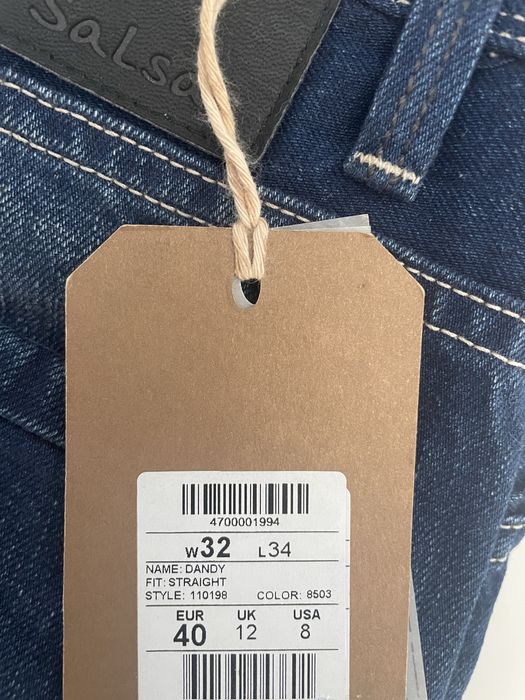 Salsa
4700001994
W32 L34
NAME: DANDY
FIT: STRAIGHT
STYLE: 110198 COLOR: 8503
EUR UK USA
40 12 8